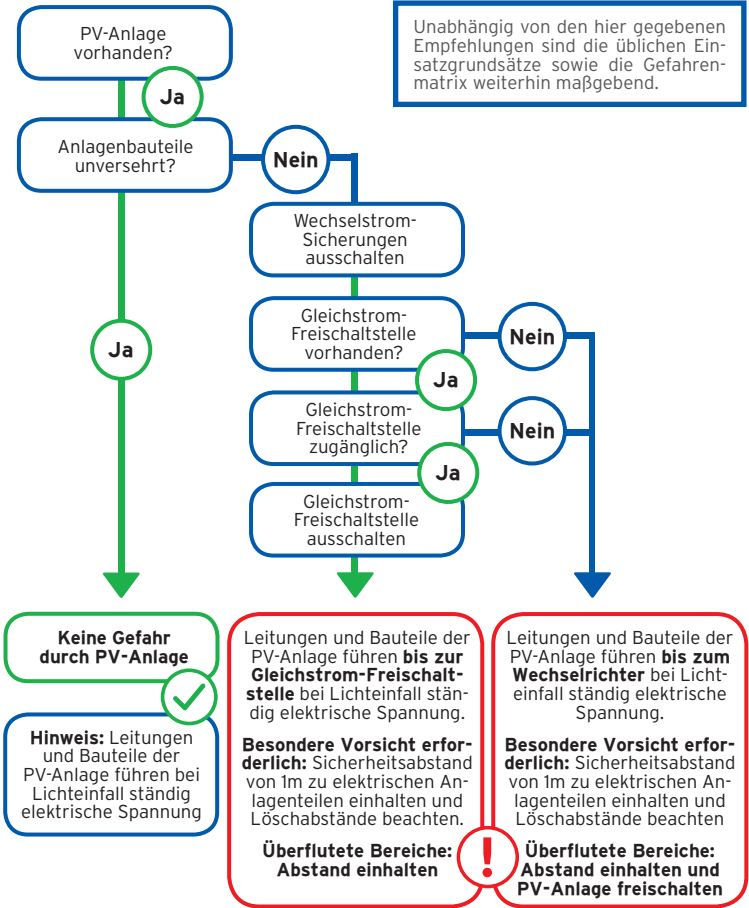 PV-Anlage
vorhanden?
Unabhängig von den hier gegebenen
Empfehlungen sind die üblichen Ein-
satzgrundsätze sowie die Gefahren-
matrix weiterhin maßgebend.
Ja
Anlagenbauteile
unversehrt?
Nein
Wechselstrom-
Sicherungen
ausschalten
Gleichstrom-
Freischaltstelle
vorhanden?
Nein
Ja
Ja
Gleichstrom-
Freischaltstelle
zugänglich?
Nein
Ja
Gleichstrom-
Freischaltstelle
ausschalten
Keine Gefahr
durch PV-Anlage
Hinweis: Leitungen
und Bauteile der
PV-Anlage führen bei
Lichteinfall ständig
elektrische Spannung
Leitungen und Bauteile der
PV-Anlage führen bis zur
Gleichstrom-Freischalt-
stelle bei Lichteinfall stän-
dig elektrische Spannung.
Besondere Vorsicht erfor-
derlich: Sicherheitsabstand
von 1m zu elektrischen An-
lagenteilen einhalten und
Löschabstände beachten.
Überflutete Bereiche:
Abstand einhalten
Leitungen und Bauteile der
PV-Anlage führen bis zum
Wechselrichter bei Licht-
einfall ständig elektrische
Spannung.
Besondere Vorsicht erfor-
derlich: Sicherheitsabstand
von 1m zu elektrischen An-
lagenteilen einhalten und
Löschabstände beachten
Überflutete Bereiche:
Abstand einhalten und
PV-Anlage freischalten
!